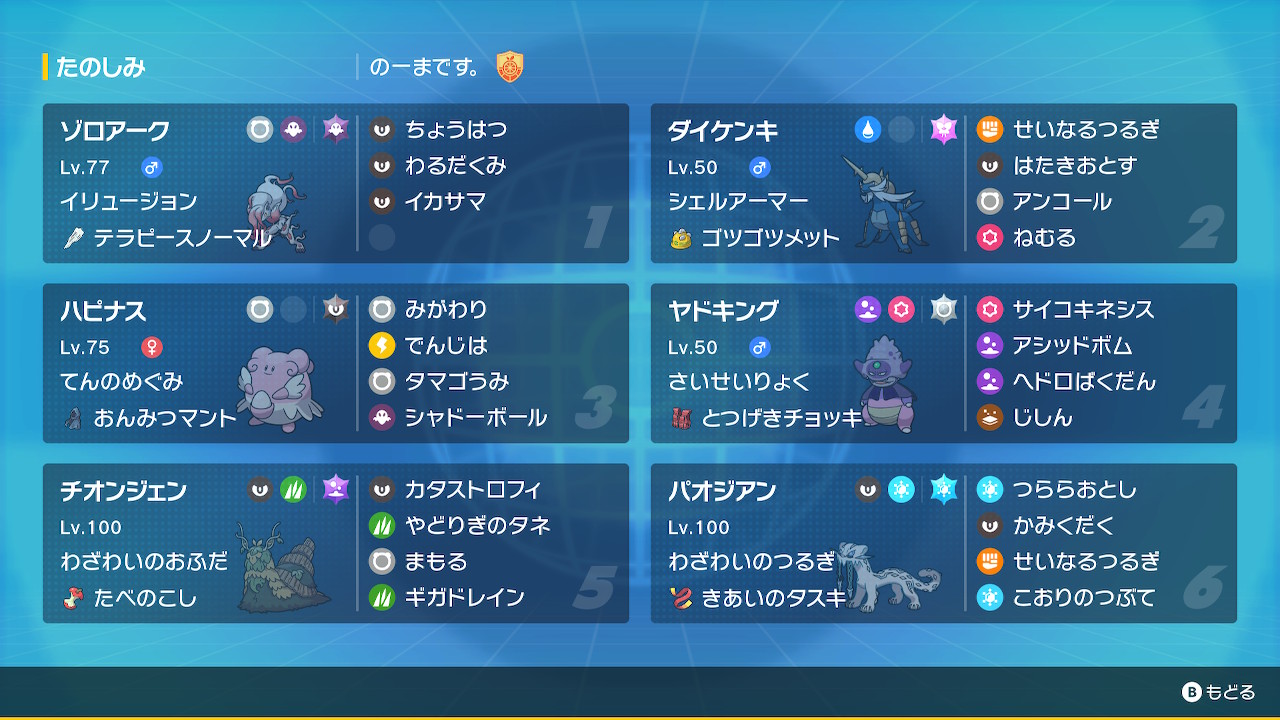 たのしみ
のーまです。
ゾロアーク
Lv.77
イリュージョン
テラピースノーマル
ちょうはつ
わるだくみ
イカサマ
1
ダイケンキ
Lv.50
シェルアーマー
ゴツゴツメット
せいなるつるぎ
はたきおとす
アンコール
ねむる
2
ハピナス
Lv.75
てんのめぐみ
おんみつマント
みがわり
でんじは
タマゴうみ
シャドーボール
3
ヤドキング
Lv.50
さいせいりょく
とつげきチョッキ
サイコキネシス
アシッドボム
ヘドロばくだん
じしん
4
チオンジェン
Lv.100
わざわいのおふだ
たべのこし
カタストロフィ
やどりぎのタネ
まもる
ギガドレイン
5
パオジアン
Lv.100
わざわいのつるぎ
きあいのタスキ
つららおとし
かみくだく
せいなるつるぎ
こおりのつぶて
6
B もどる